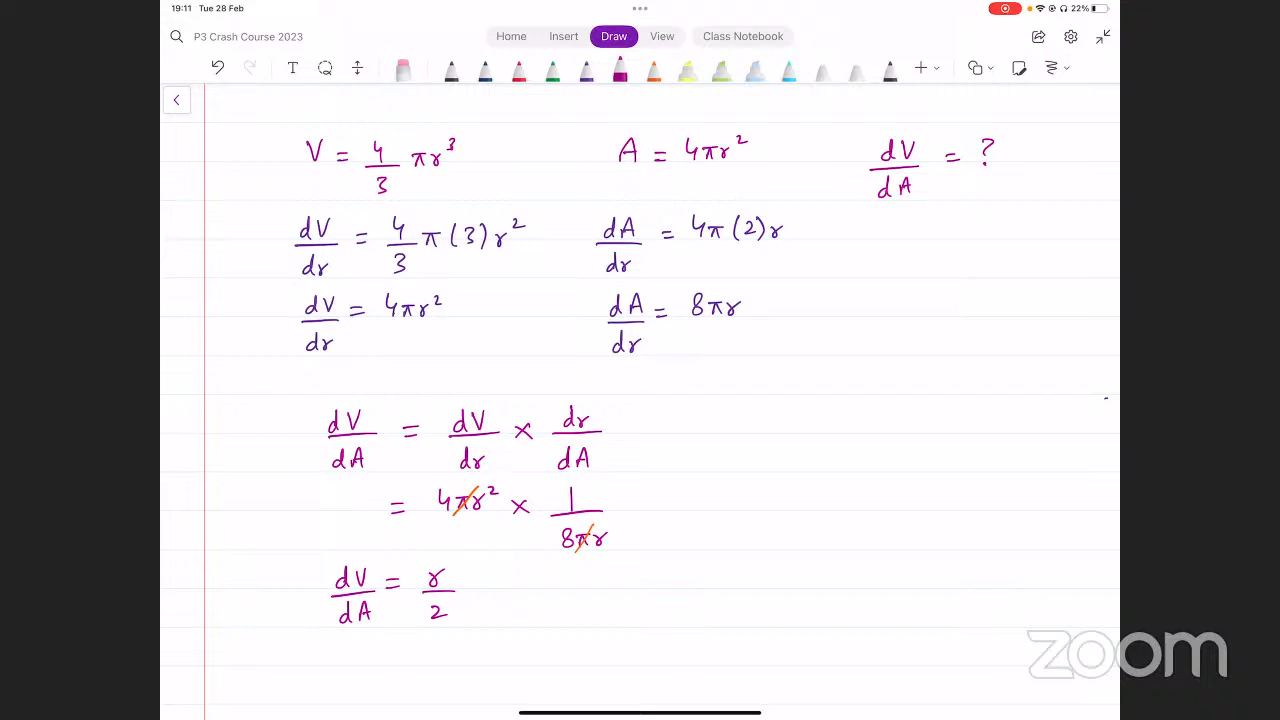 19:11 Tue 28 Feb
22%
P3 Crash Course 2023
Home Insert Draw View Class Notebook
V = 4/3 πr³ A = 4πr² dV/dA = ?
dV/dr = 4/3 π(3)r² dA/dr = 4π(2)r
dV/dr = 4πr² dA/dr = 8πr
dV/dA = dV/dr × dr/dA
= 4πr² × 1/8πr
dV/dA = r/2
zoom